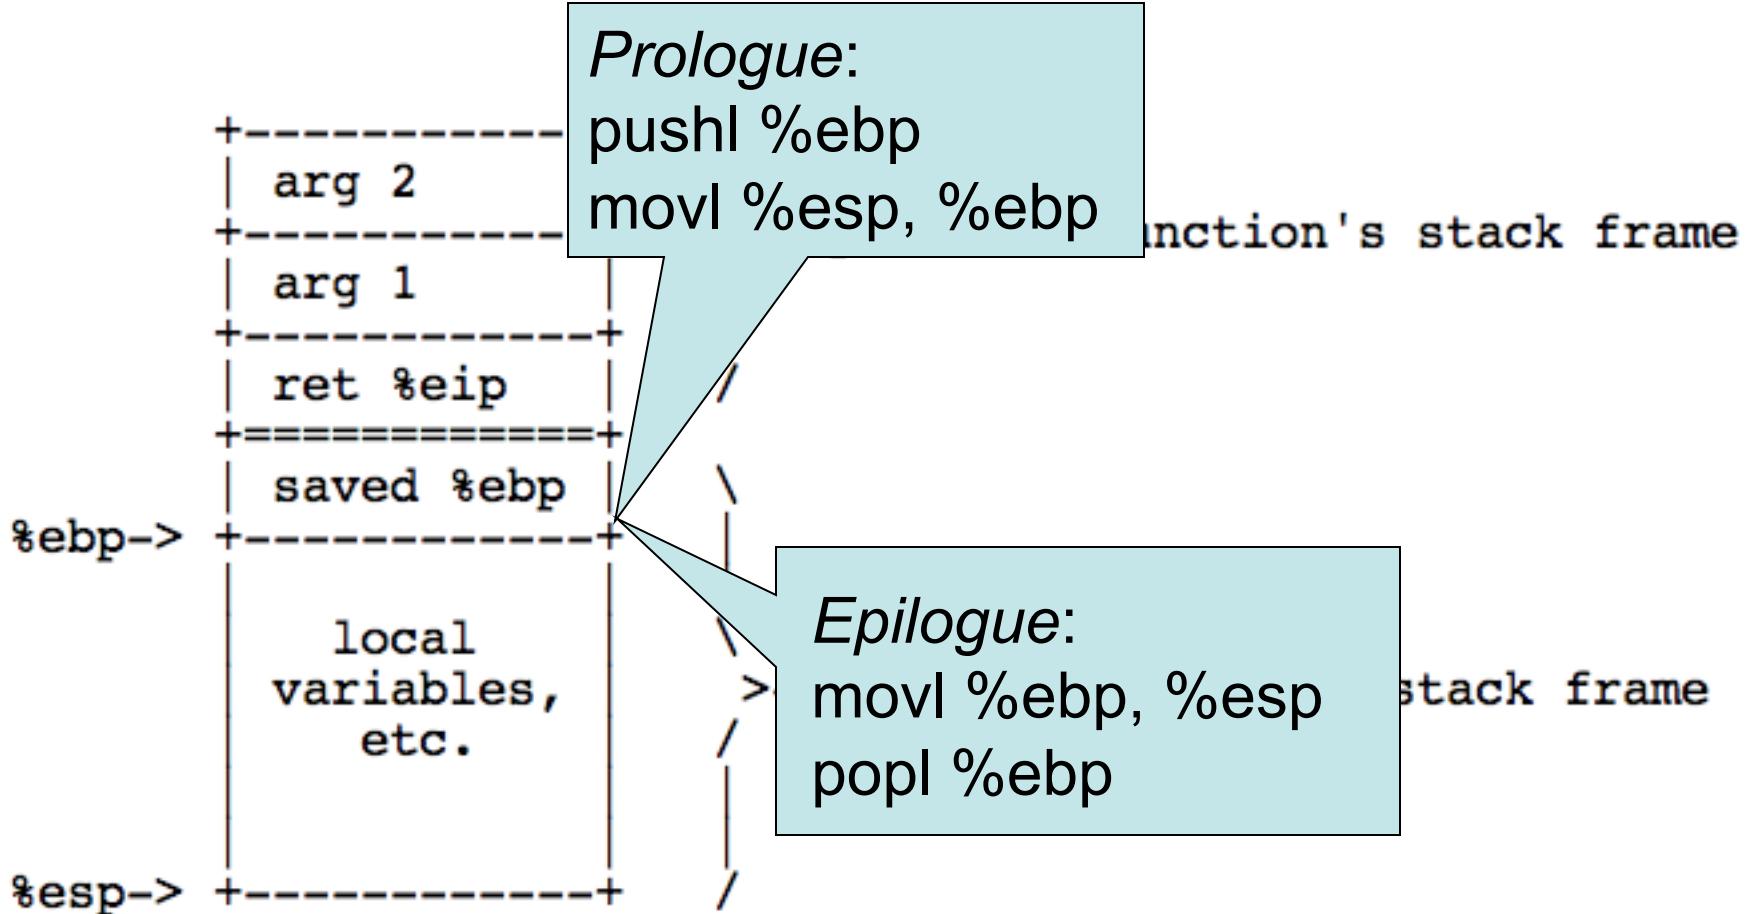 Prologue:
pushl %ebp
movl %esp, %ebp
+------------
| arg 2
+------------ nction's stack frame
| arg 1 |
+-------------+
| ret %eip | /
+=============+
| saved %ebp | \
%ebp-> +-------------+ |
Epilogue:
movl %ebp, %esp
popl %ebp
local \
variables, > stack frame
etc. /
%esp-> +-------------+ /